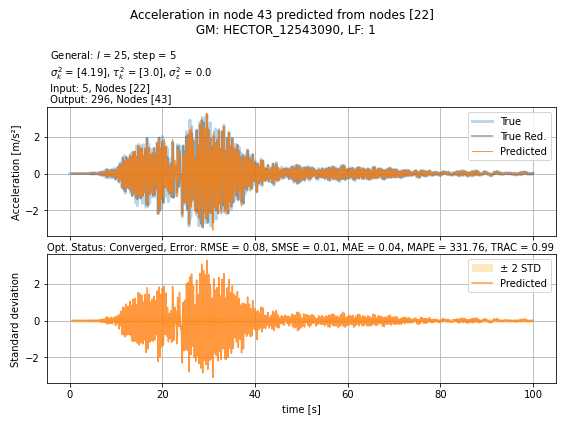 Acceleration in node 43 predicted from nodes [22]
GM: HECTOR_12543090, LF: 1
General: l = 25, step = 5
σ²ₖ = [4.19], τ²ₖ = [3.0], σ²ε = 0.0
Input: 5, Nodes [22]
Output: 296, Nodes [43]
Acceleration [m/s²]
2
0
−2
True
True Red.
Predicted
Opt. Status: Converged, Error: RMSE = 0.08, SMSE = 0.01, MAE = 0.04, MAPE = 331.76, TRAC = 0.99
Standard deviation
2
0
−2
± 2 STD
Predicted
0 20 40 60 80 100
time [s]